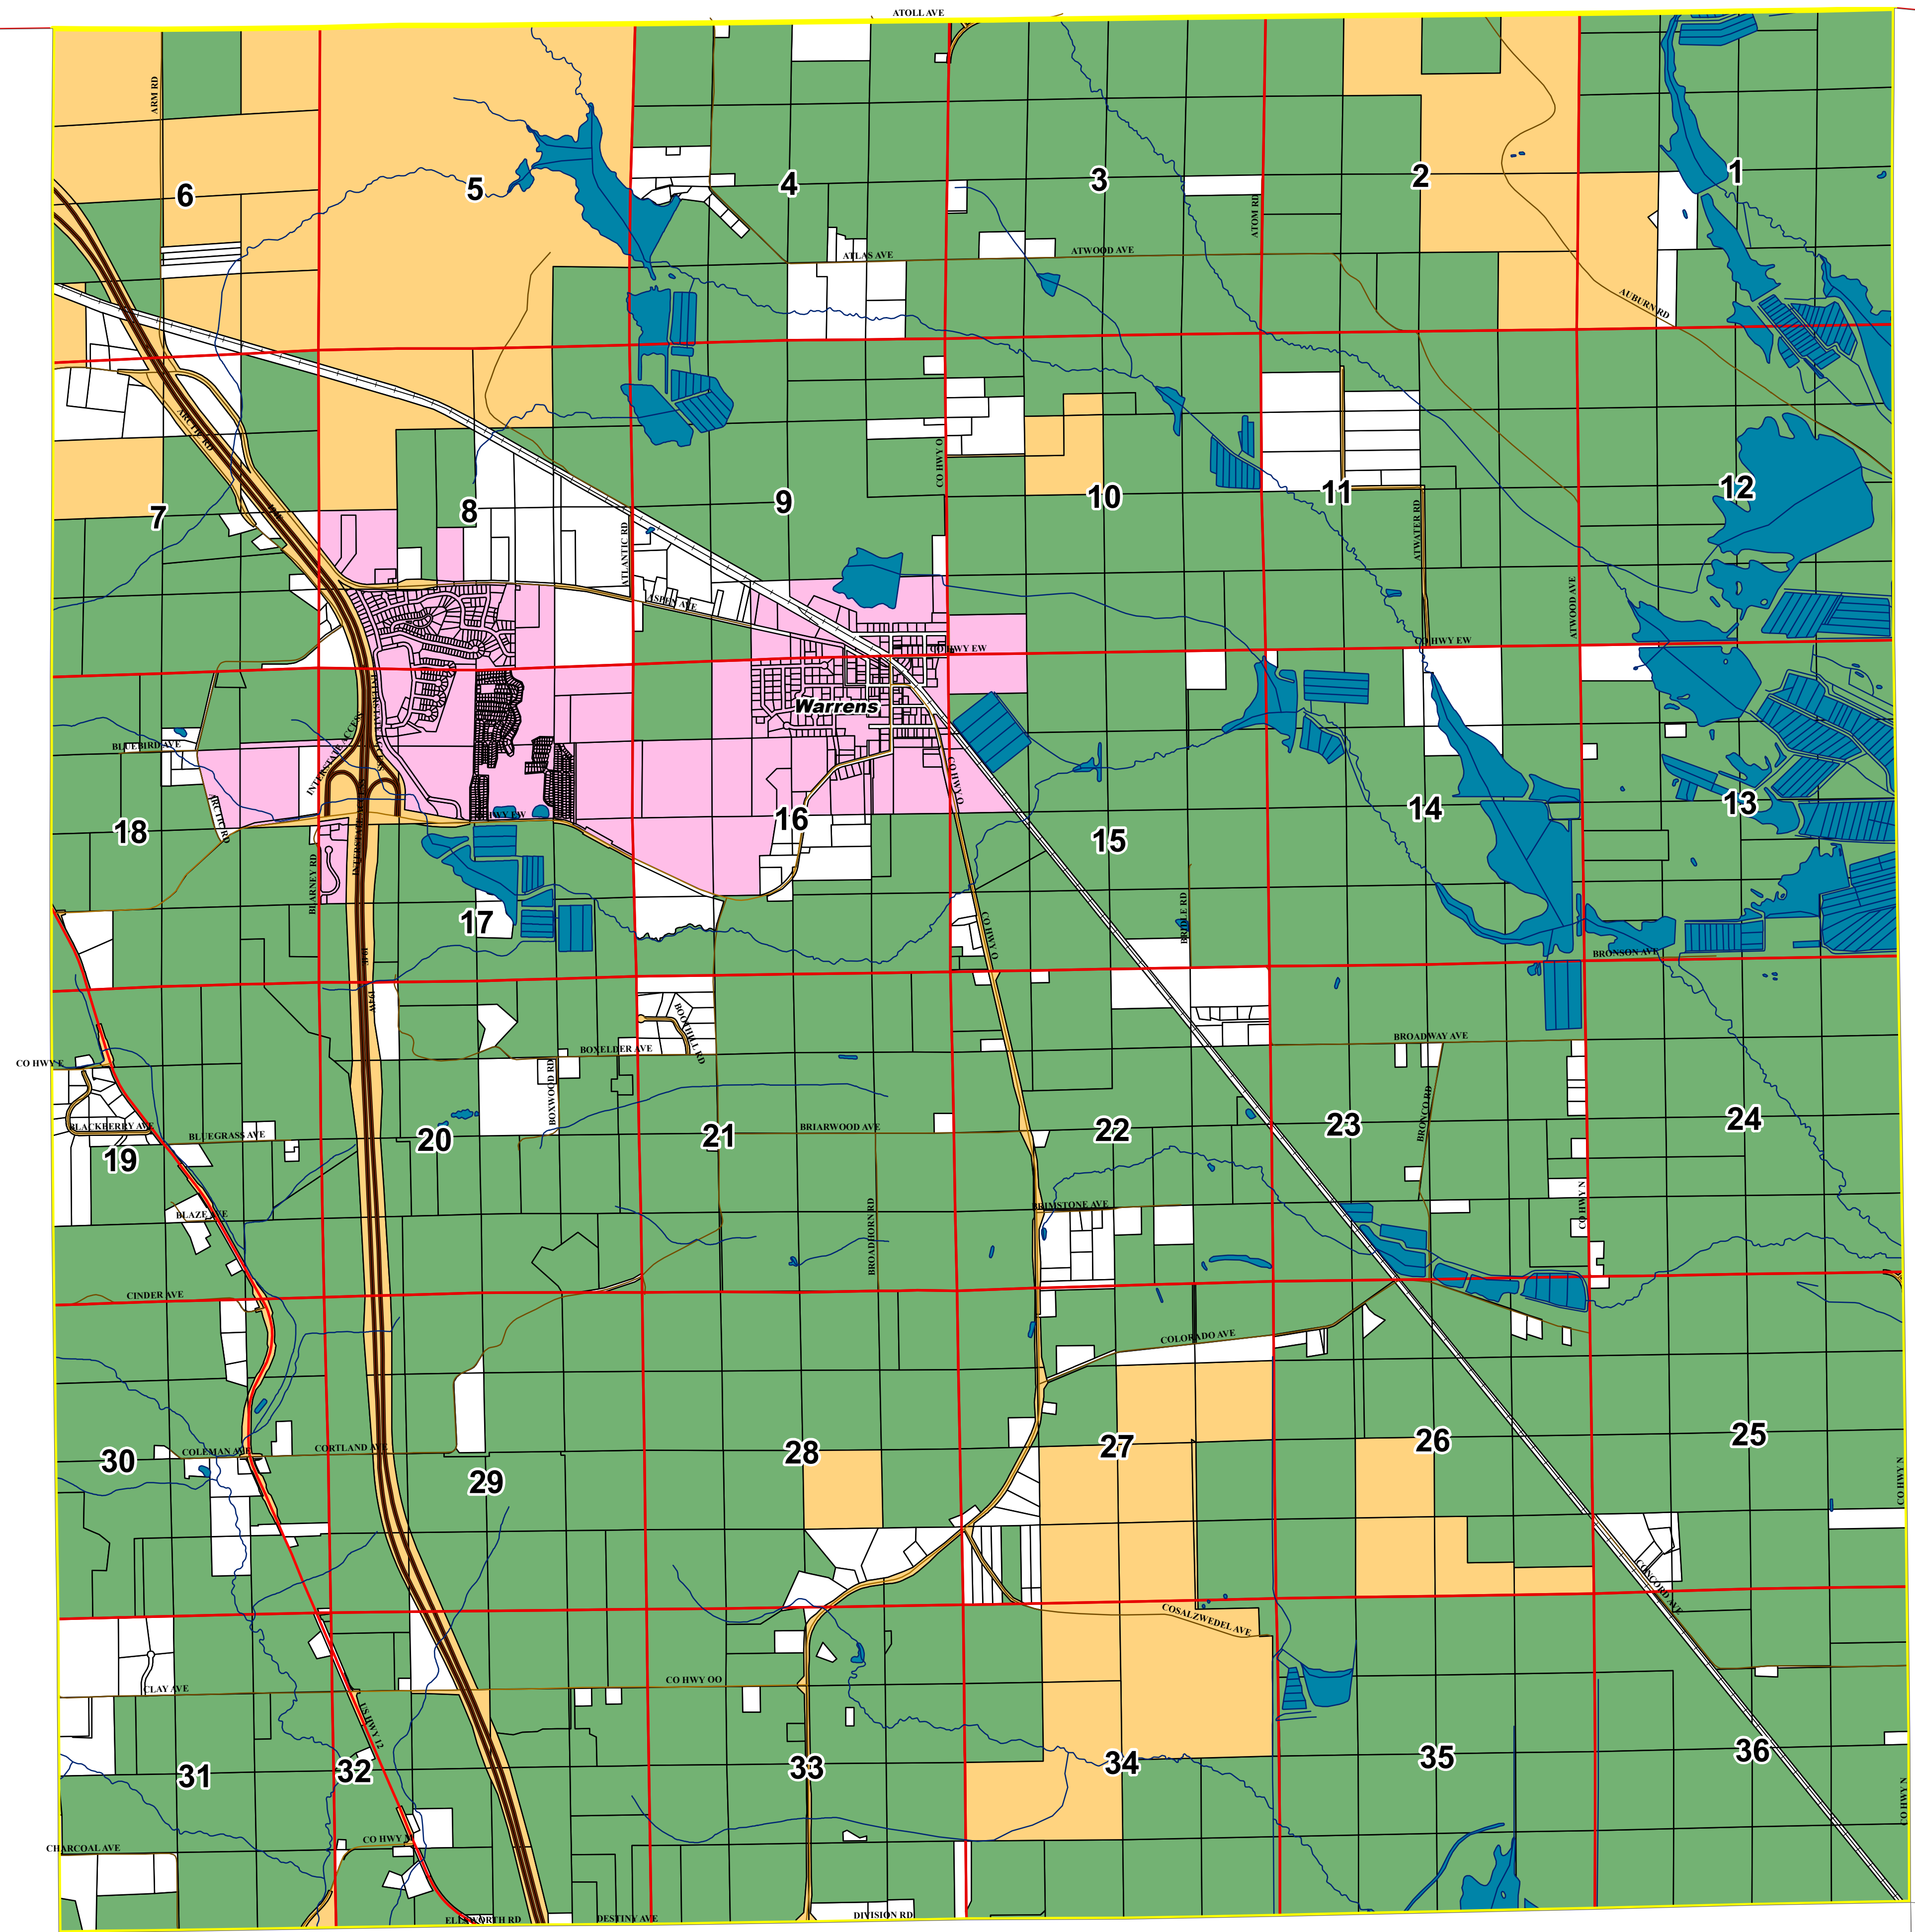 ATOLL AVE
ARM RD
6
5
4
3
2
1
ATOM RD
ATLAS AVE
ATWOOD AVE
AUBURN RD
ARCTIC RD
CO HWY O
7
8
9
10
11
12
ATLANTIC RD
ATWATER RD
ASPEN AVE
ATWOOD AVE
CO HWY EW
CO HWY EW
Warrens
BLUEBIRD AVE
INTERSTATE ACCESS
ARCTIC RD
CO HWY O
18
17
16
15
14
13
HWY EW
BLARNEY RD
CO HWY O
BRIDLE RD
BRONSON AVE
I94W
BOOTHILL RD
BOXELDER AVE
BOXWOOD RD
BROADWAY AVE
BRONCO RD
CO HWY E
BLACKBERRY AVE
BLUEGRASS AVE
BRIARWOOD AVE
19
20
21
22
23
24
BLAZE AVE
BROADHORN RD
BRIMSTONE AVE
CO HWY N
CINDER AVE
COLORADO AVE
COLEMAN AVE
CORTLAND AVE
30
29
28
27
26
25
CO HWY N
CONCORD AVE
COSALZWEDEL AVE
CLAY AVE
CO HWY OO
US HWY 12
31
32
33
34
35
36
CO HWY N
CHARCOAL AVE
CO HWY M
ELLSWORTH RD
DESTINY AVE
DIVISION RD